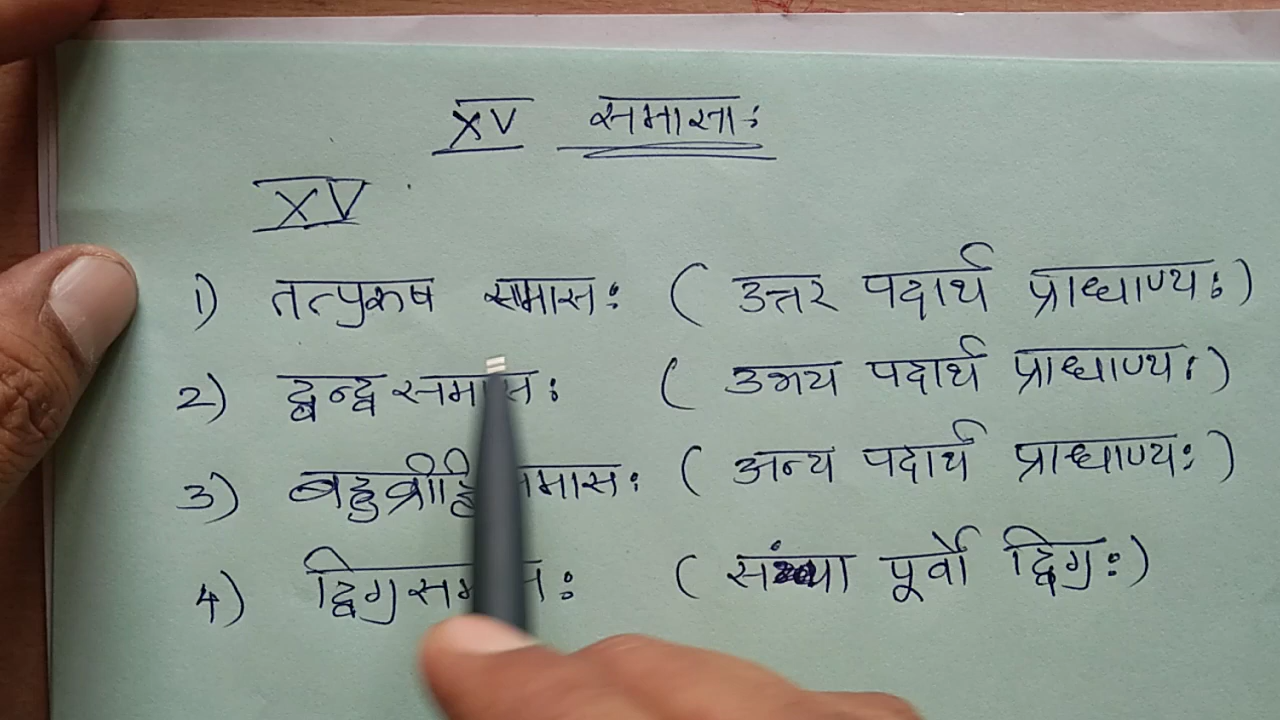 XV समासाः
XV
1) तत्पुरुष समासः ( उत्तर पदार्थ प्राधाण्यः )
2) द्वन्द्व समासः ( उभय पदार्थ प्राधाण्यः )
3) बहुव्रीहि समासः ( अन्य पदार्थ प्राधाण्यः )
4) द्विगु समासः ( संख्या पूर्वो द्विगुः )